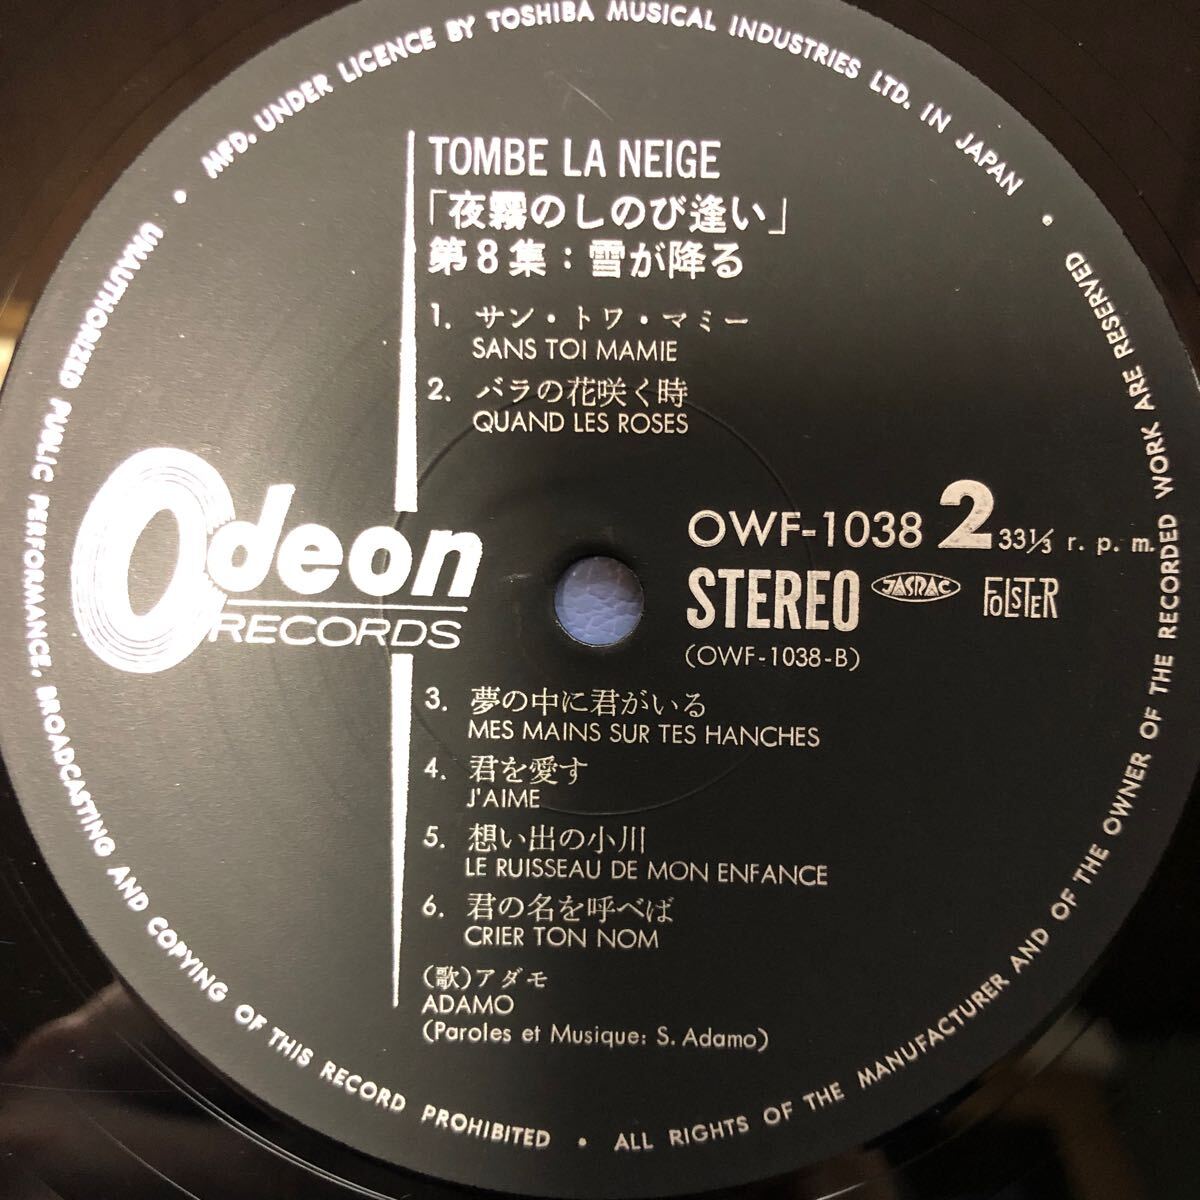 MFD. UNDER LICENCE BY TOSHIBA MUSICAL INDUSTRIES LTD. IN JAPAN •
TOMBE LA NEIGE
「夜霧のしのび逢い」
第8集：雪が降る
1. サン・トワ・マミー
SANS TOI MAMIE
2. バラの花咲く時
QUAND LES ROSES
Odeon
RECORDS
OWF-1038 2 33⅓ r. p. m.
STEREO JASRAC FOLSTER
(OWF-1038-B)
3. 夢の中に君がいる
MES MAINS SUR TES HANCHES
4. 君を愛す
J'AIME
5. 想い出の小川
LE RUISSEAU DE MON ENFANCE
6. 君の名を呼べば
CRIER TON NOM
(歌)アダモ
ADAMO
(Paroles et Musique: S. Adamo)
UNAUTHORIZED PUBLIC PERFORMANCE, BROADCASTING AND COPYING OF THIS RECORD PROHIBITED •
ALL RIGHTS OF THE MANUFACTURER AND OF THE OWNER OF THE RECORDED WORK ARE RESERVED